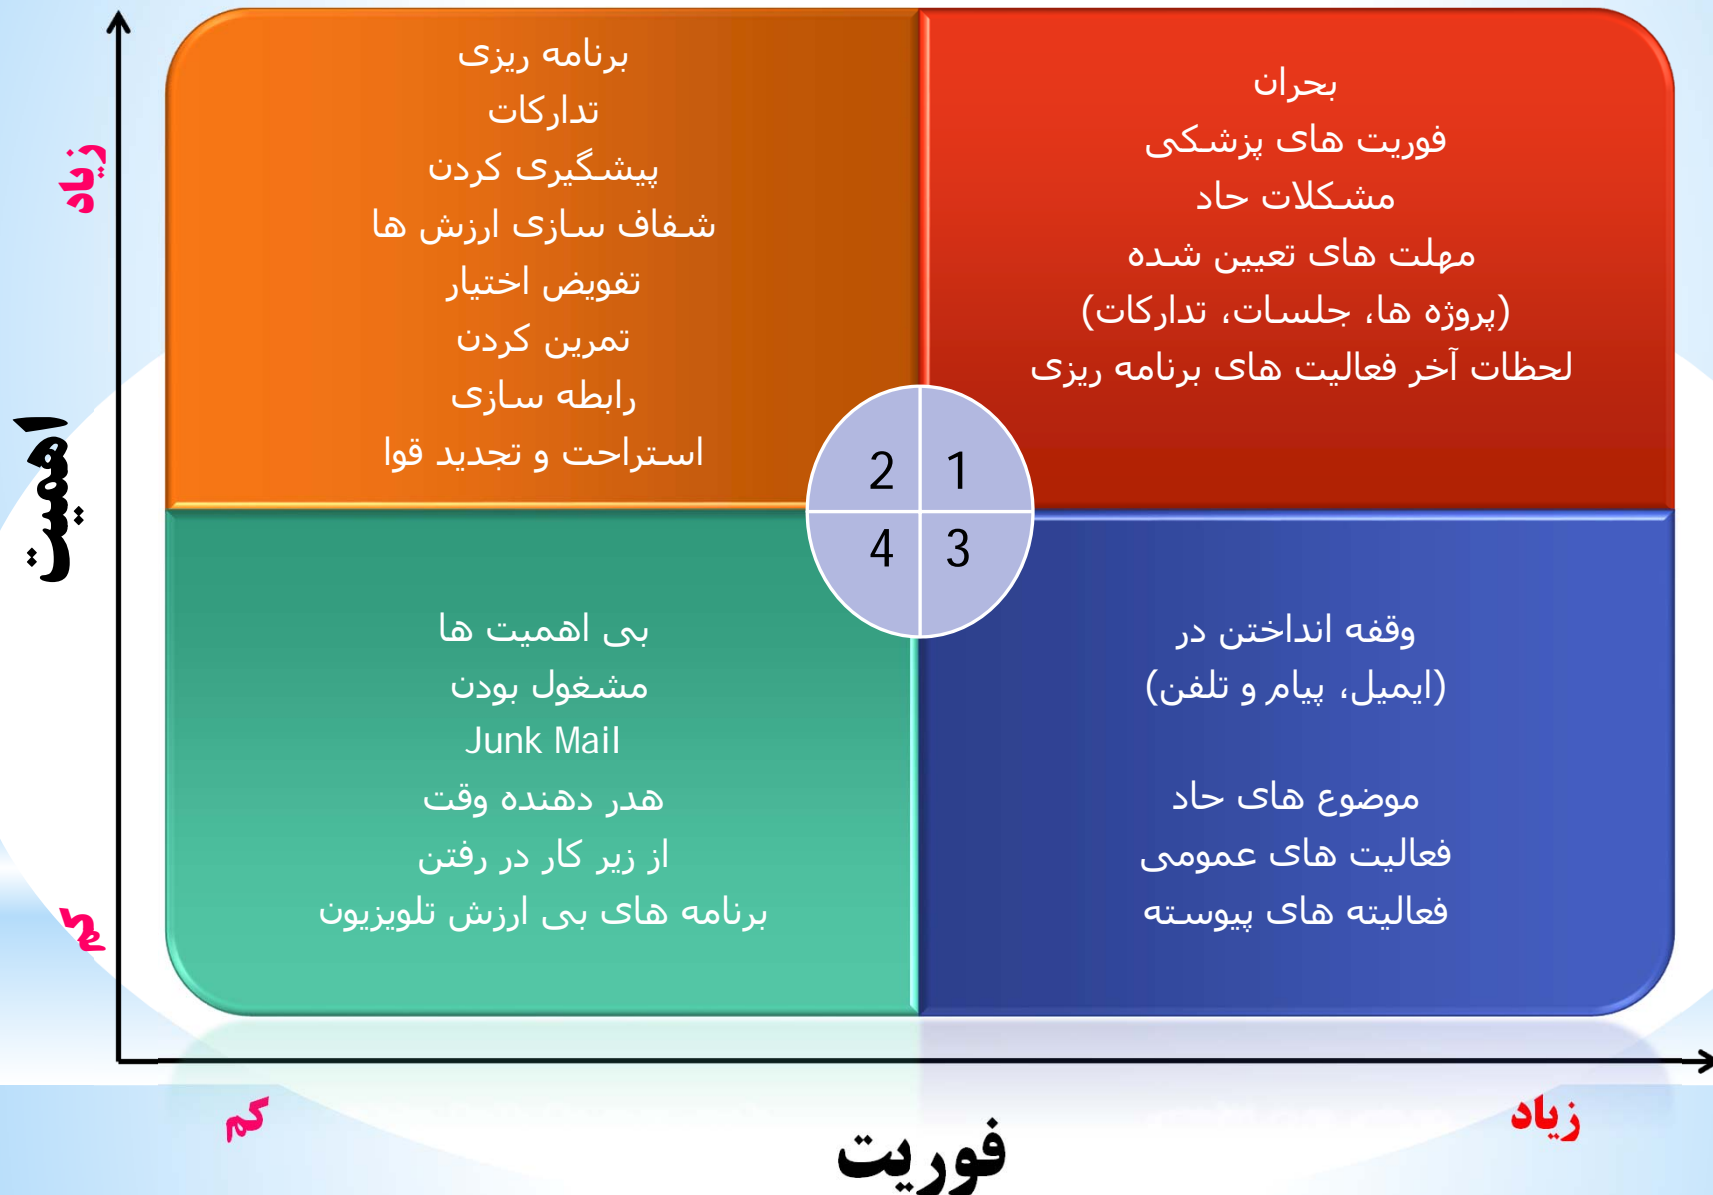 بحران
فوریت های پزشکی
مشکلات حاد
مهلت های تعیین شده
(پروژه ها، جلسات، تدارکات)
لحظات آخر فعالیت های برنامه ریزی
برنامه ریزی
تدارکات
پیشگیری کردن
شفاف سازی ارزش ها
تفویض اختیار
تمرین کردن
رابطه سازی
استراحت و تجدید قوا
2 1
4 3
وقفه انداختن در
(ایمیل، پیام و تلفن)
موضوع های حاد
فعالیت های عمومی
فعالیته های پیوسته
بی اهمیت ها
مشغول بودن
Junk Mail
هدر دهنده وقت
از زیر کار در رفتن
برنامه های بی ارزش تلویزیون
زیاد
اهمیت
کم
زیاد
کم
فوریت